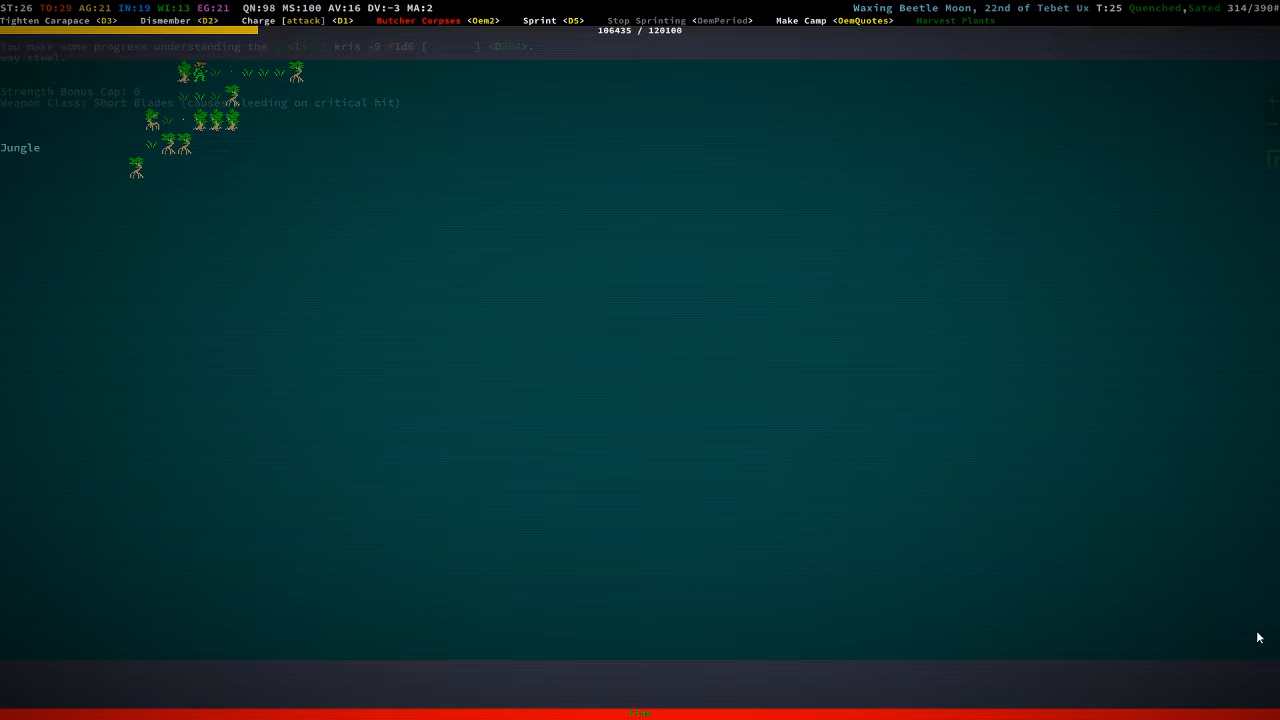 ST:26 TO:29 AG:21 IN:19 WI:13 EG:21 QN:98 MS:100 AV:16 DV:-3 MA:2 Waxing Beetle Moon, 22nd of Tebet Ux T:25 Quenched,Sated 314/390#
Tighten Carapace <D3> Dismember <D2> Charge [attack] <D1> Butcher Corpses <Oem2> Sprint <D5> Stop Sprinting <OemPeriod> Make Camp <OemQuotes> Harvest Plants
106435 / 120100
You make some progress understanding the kris
way steel.
Strength Bonus Cap: 0
Weapon Class: Short Blades (causes bleeding on critical hit)
Jungle